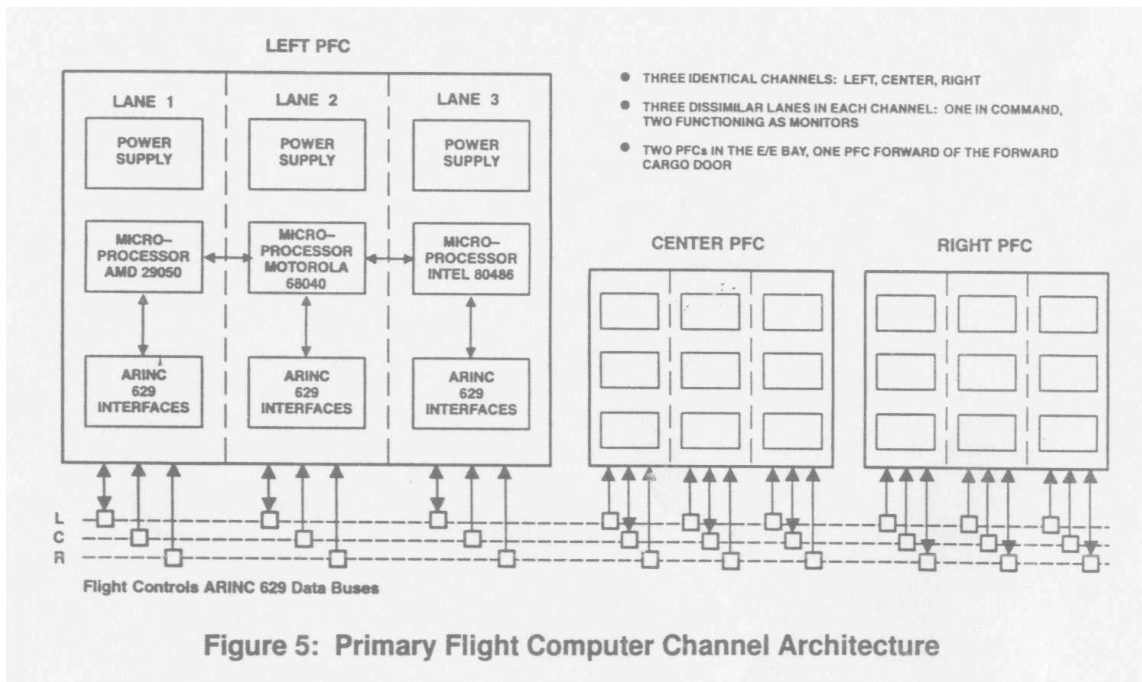 LEFT PFC
LANE 1
LANE 2
LANE 3
POWER
SUPPLY
POWER
SUPPLY
POWER
SUPPLY
MICRO–
PROCESSOR
AMD 29050
MICRO–
PROCESSOR
MOTOROLA
68040
MICRO–
PROCESSOR
INTEL 80486
ARINC
629
INTERFACES
ARINC
629
INTERFACES
ARINC
629
INTERFACES
● THREE IDENTICAL CHANNELS: LEFT, CENTER, RIGHT
● THREE DISSIMILAR LANES IN EACH CHANNEL: ONE IN COMMAND,
TWO FUNCTIONING AS MONITORS
● TWO PFCs IN THE E/E BAY, ONE PFC FORWARD OF THE FORWARD
CARGO DOOR
CENTER PFC
RIGHT PFC
L
C
R
Flight Controls ARINC 629 Data Buses
Figure 5: Primary Flight Computer Channel Architecture